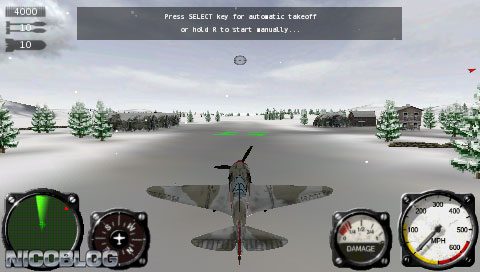 4000
10
10
Press SELECT key for automatic takeoff
or hold R to start manually...
DAMAGE
100
200
300
400
500
600
MPH
NICOBLOG